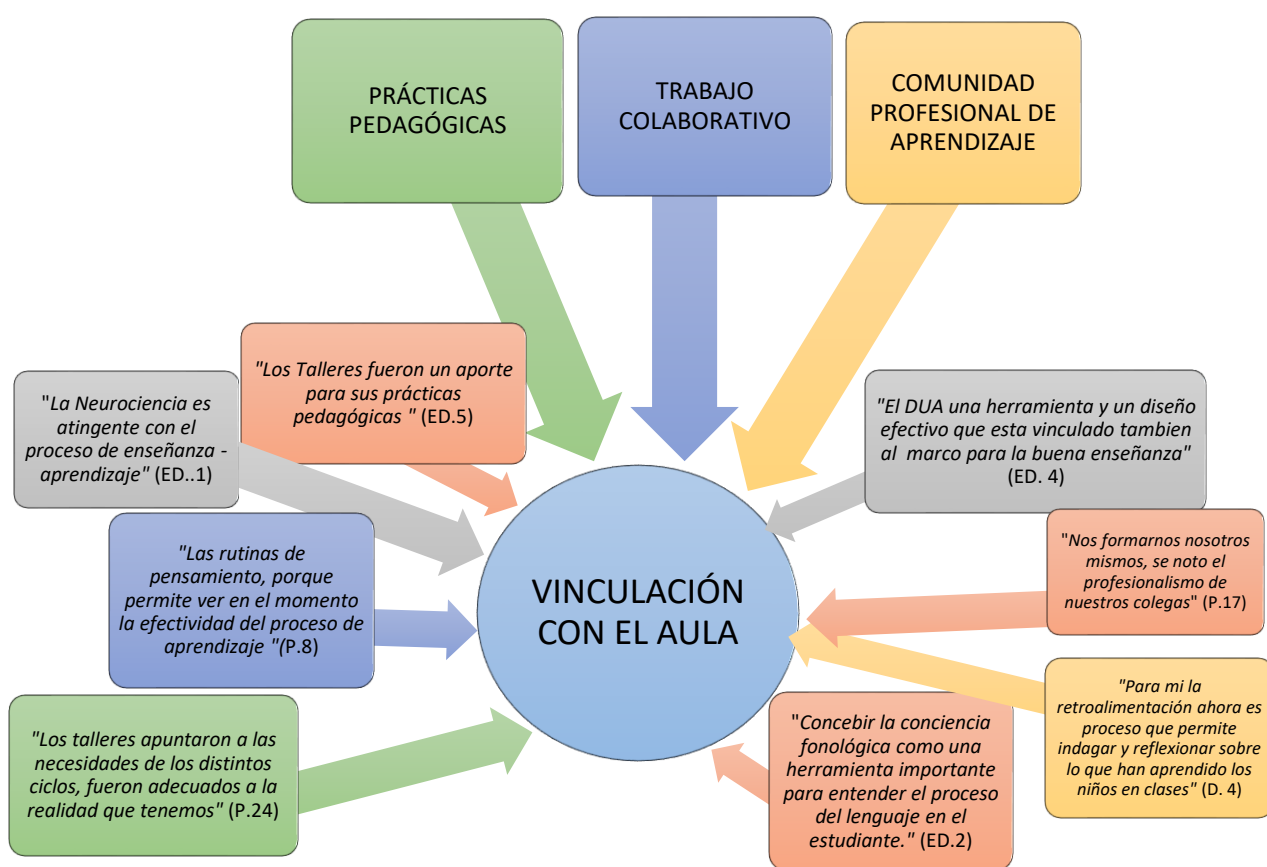 PRÁCTICAS
PEDAGÓGICAS
TRABAJO
COLABORATIVO
COMUNIDAD
PROFESIONAL DE
APRENDIZAJE
"Los Talleres fueron un aporte
para sus prácticas
pedagógicas " (ED.5)
"La Neurociencia es
atingente con el
proceso de enseñanza -
aprendizaje" (ED..1)
"El DUA una herramienta y un diseño
efectivo que esta vinculado tambien
al marco para la buena enseñanza"
(ED. 4)
"Las rutinas de
pensamiento, porque
permite ver en el momento
la efectividad del proceso de
aprendizaje "(P.8)
"Nos formarnos nosotros
mismos, se noto el
profesionalismo de
nuestros colegas" (P.17)
VINCULACIÓN
CON EL AULA
"Los talleres apuntaron a las
necesidades de los distintos
ciclos, fueron adecuados a la
realidad que tenemos" (P.24)
"Concebir la conciencia
fonológica como una
herramienta importante
para entender el proceso
del lenguaje en el
estudiante." (ED.2)
"Para mi la
retroalimentación ahora es
proceso que permite
indagar y reflexionar sobre
lo que han aprendido los
niños en clases" (D. 4)